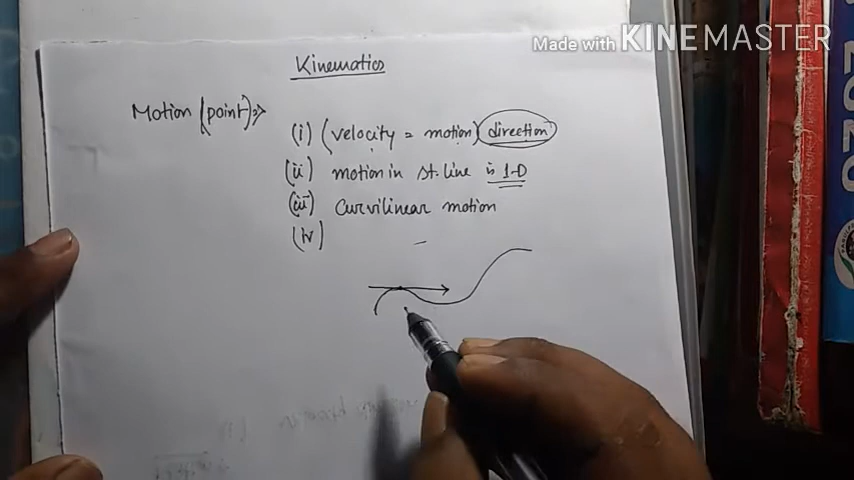 Made with KINEMASTER
Kinematics
Motion (point) :→
(i) (velocity = motion) direction
(ii) motion in st. line is 1-D
(iii) curvilinear motion
(iv)